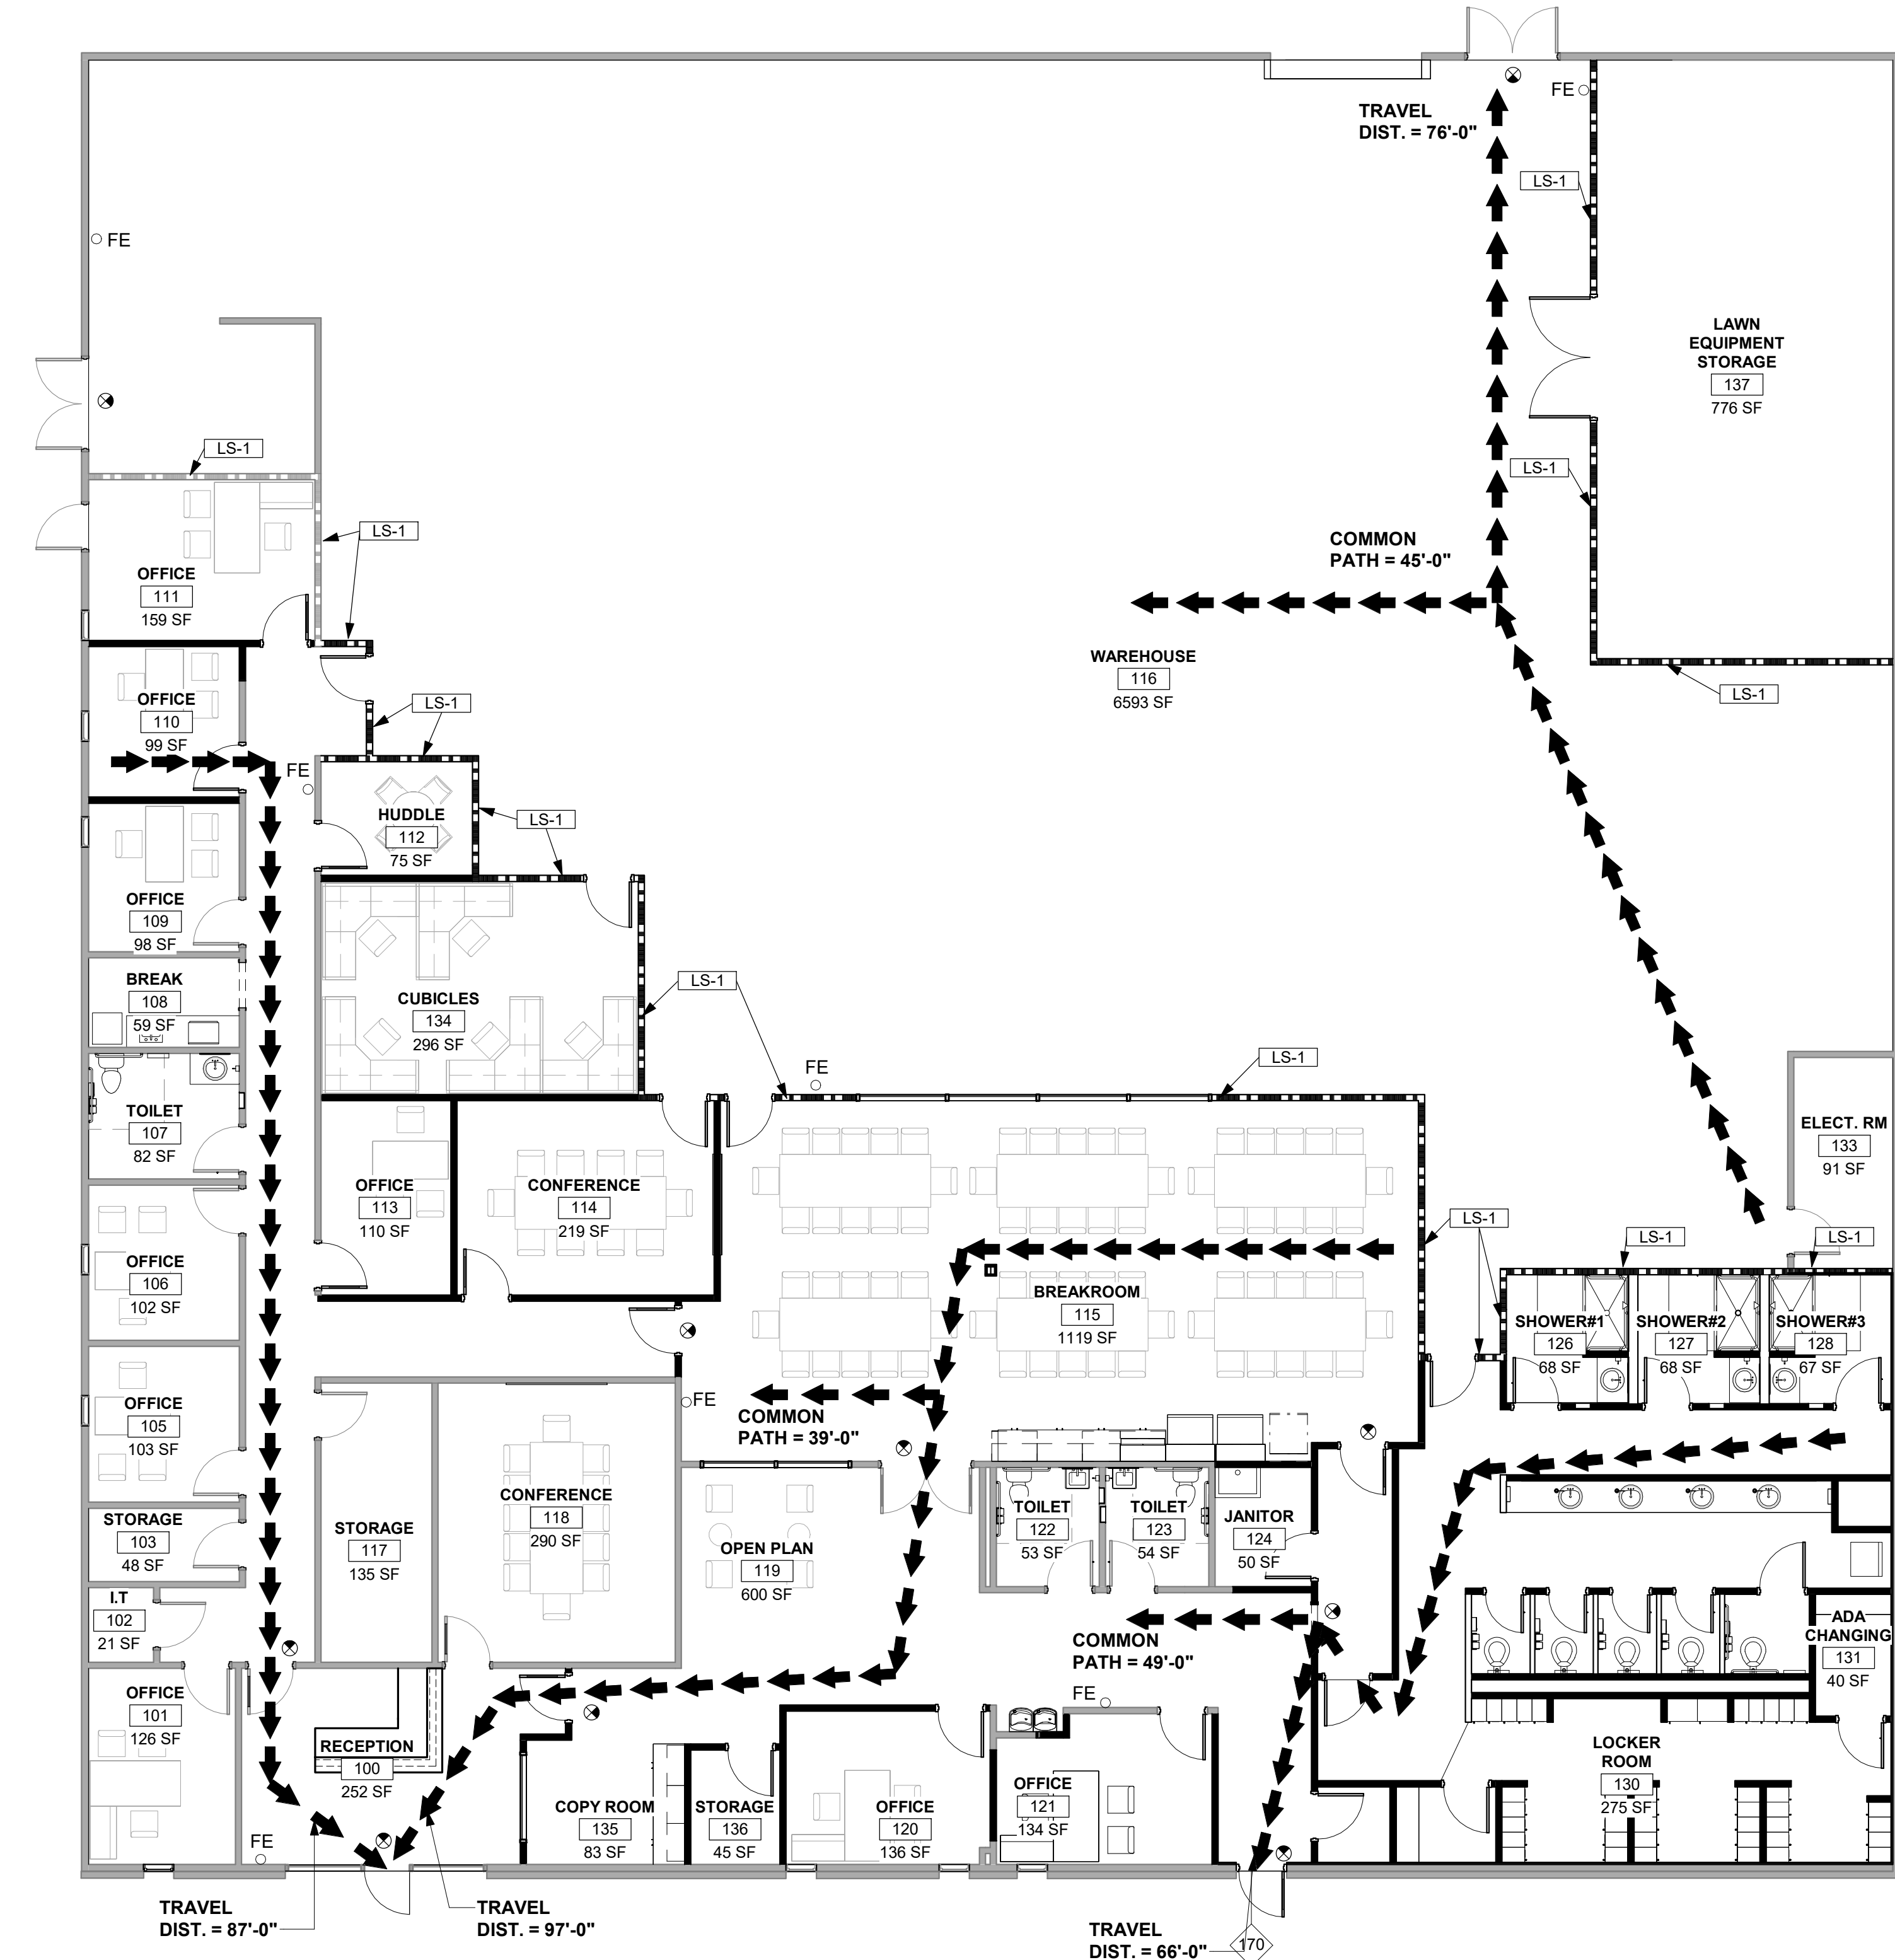 FE
TRAVEL
DIST. = 76'-0"
LS-1
FE
LAWN
EQUIPMENT
STORAGE
137
776 SF
LS-1
LS-1
LS-1
OFFICE
111
159 SF
COMMON
PATH = 45'-0"
WAREHOUSE
116
6593 SF
LS-1
LS-1
OFFICE
110
99 SF
FE
HUDDLE
112
75 SF
LS-1
OFFICE
109
98 SF
BREAK
108
59 SF
CUBICLES
134
296 SF
LS-1
FE
LS-1
TOILET
107
82 SF
ELECT. RM
133
91 SF
OFFICE
113
110 SF
CONFERENCE
114
219 SF
LS-1
LS-1
LS-1
OFFICE
106
102 SF
BREAKROOM
115
1119 SF
SHOWER#1
126
68 SF
SHOWER#2
127
68 SF
SHOWER#3
128
67 SF
OFFICE
105
103 SF
FE
COMMON
PATH = 39'-0"
CONFERENCE
118
290 SF
STORAGE
103
48 SF
STORAGE
117
135 SF
OPEN PLAN
119
600 SF
TOILET
122
53 SF
TOILET
123
54 SF
JANITOR
124
50 SF
I.T
102
21 SF
COMMON
PATH = 49'-0"
ADA
CHANGING
131
40 SF
OFFICE
101
126 SF
FE
RECEPTION
100
252 SF
LOCKER
ROOM
130
275 SF
COPY ROOM
135
83 SF
STORAGE
136
45 SF
OFFICE
120
136 SF
OFFICE
121
134 SF
FE
TRAVEL
DIST. = 87'-0"
TRAVEL
DIST. = 97'-0"
TRAVEL
DIST. = 66'-0"
170